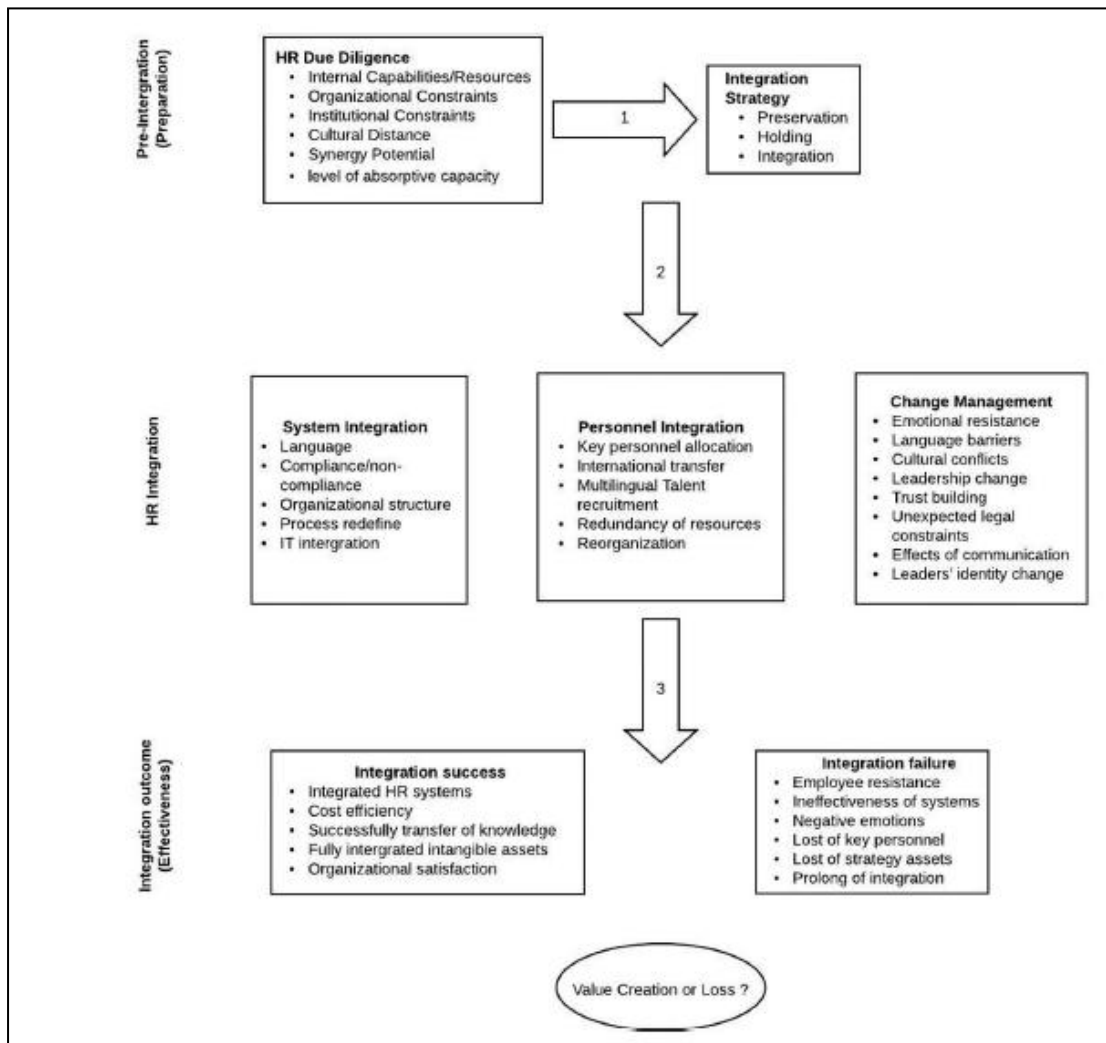 Pre-Intergration
(Preparation)
HR Due Diligence
• Internal Capabilities/Resources
• Organizational Constraints
• Institutional Constraints
• Cultural Distance
• Synergy Potential
• level of absorptive capacity
1
Integration
Strategy
• Preservation
• Holding
• Integration
2
HR Integration
System Integration
• Language
• Compliance/non-
compliance
• Organizational structure
• Process redefine
• IT intergration
Personnel Integration
• Key personnel allocation
• International transfer
• Multilingual Talent
recruitment
• Redundancy of resources
• Reorganization
Change Management
• Emotional resistance
• Language barriers
• Cultural conflicts
• Leadership change
• Trust building
• Unexpected legal
constraints
• Effects of communication
• Leaders' identity change
3
Integration outcome
(Effectiveness)
Integration success
• Integrated HR systems
• Cost efficiency
• Successfully transfer of knowledge
• Fully intergrated intangible assets
• Organizational satisfaction
Integration failure
• Employee resistance
• Ineffectiveness of systems
• Negative emotions
• Lost of key personnel
• Lost of strategy assets
• Prolong of integration
Value Creation or Loss ?